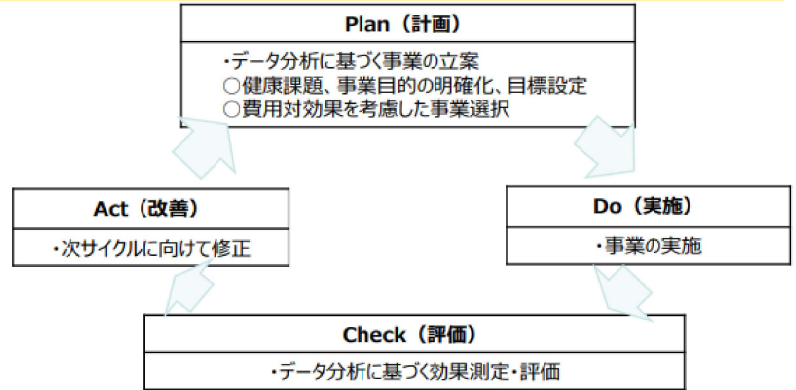 Plan（計画）
・データ分析に基づく事業の立案
○健康課題、事業目的の明確化、目標設定
○費用対効果を考慮した事業選択
Act（改善）
・次サイクルに向けて修正
Do（実施）
・事業の実施
Check（評価）
・データ分析に基づく効果測定・評価